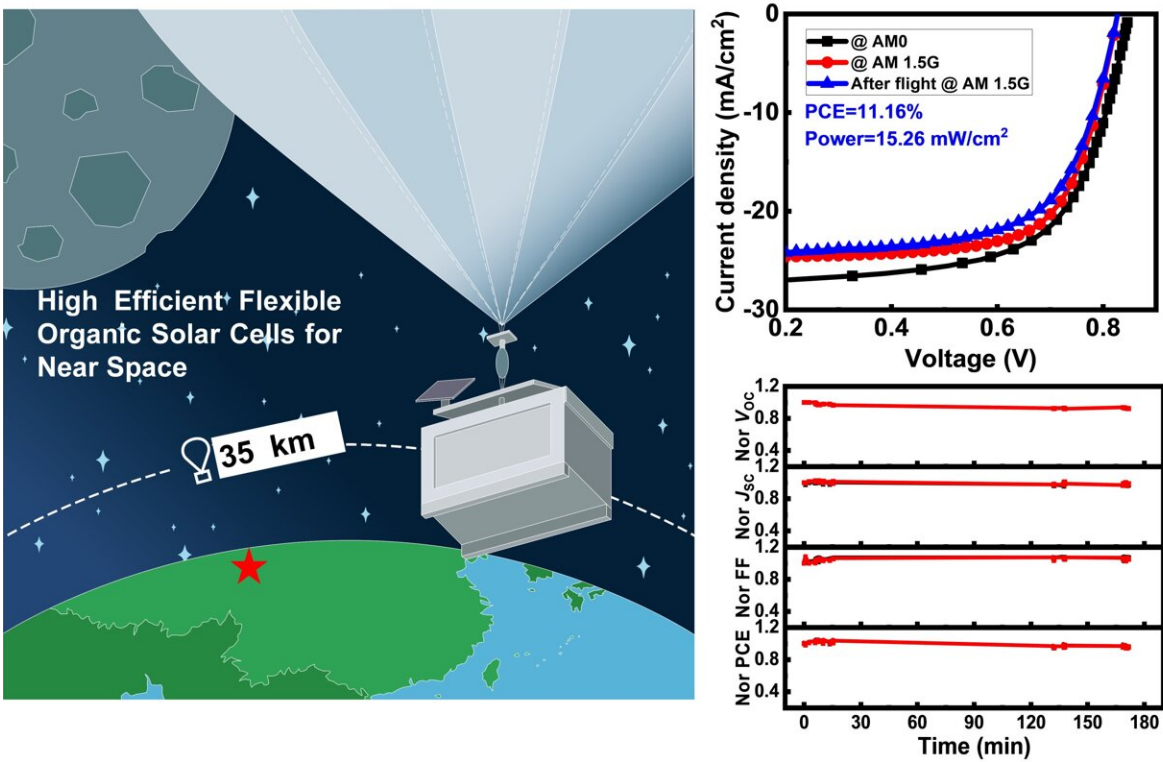 High Efficient Flexible
Organic Solar Cells for
Near Space
35 km
0
-10
-20
-30
0.2
0.4
0.6
0.8
Current density (mA/cm²)
Voltage (V)
@ AM0
@ AM 1.5G
After flight @ AM 1.5G
PCE=11.16%
Power=15.26 mW/cm²
Nor VOC
1.2
0.8
0.4
Nor JSC
1.2
0.8
0.4
Nor FF
1.2
0.8
0.4
Nor PCE
1.2
0.8
0.4
0
30
60
90
120
150
180
Time (min)